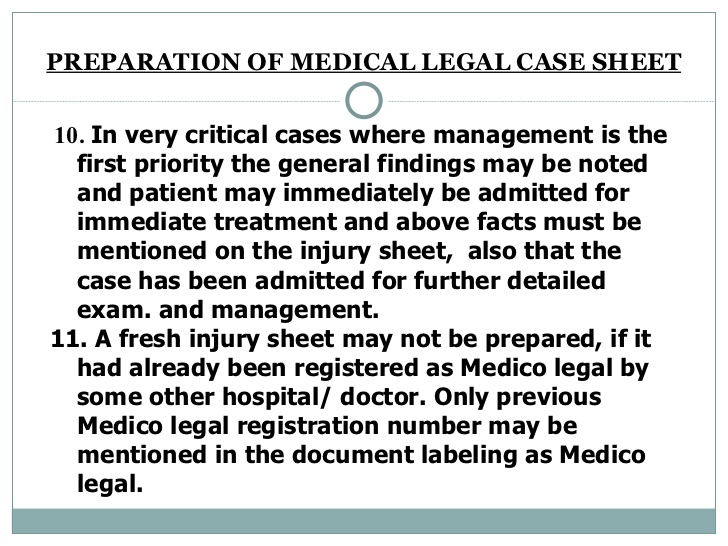 PREPARATION OF MEDICAL LEGAL CASE SHEET
10. In very critical cases where management is the
first priority the general findings may be noted
and patient may immediately be admitted for
immediate treatment and above facts must be
mentioned on the injury sheet,  also that the
case has been admitted for further detailed
exam. and management.
11. A fresh injury sheet may not be prepared, if it
had already been registered as Medico legal by
some other hospital/ doctor. Only previous
Medico legal registration number may be
mentioned in the document labeling as Medico
legal.